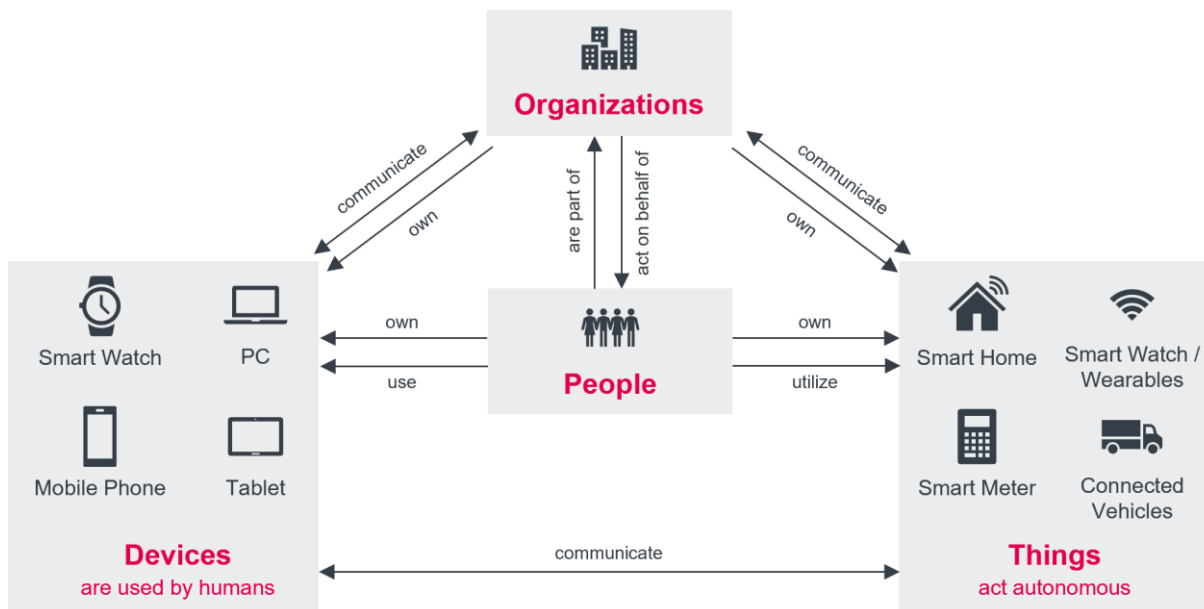 Organizations
communicate
own
are part of
act on behalf of
communicate
own
Smart Watch
PC
Mobile Phone
Tablet
Devices
are used by humans
own
use
People
own
utilize
Smart Home
Smart Watch /
Wearables
Smart Meter
Connected
Vehicles
Things
act autonomous
communicate